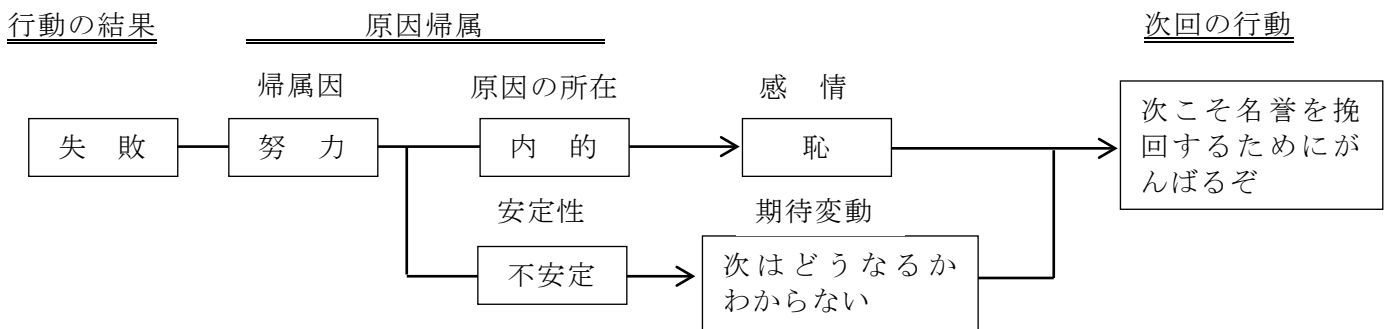 行動の結果
原因帰属
次回の行動
帰属因
原因の所在
感 情
失 敗
努 力
内 的
恥
次こそ名誉を挽
回するためにが
んばるぞ
安定性
期待変動
不安定
次はどうなるか
わからない